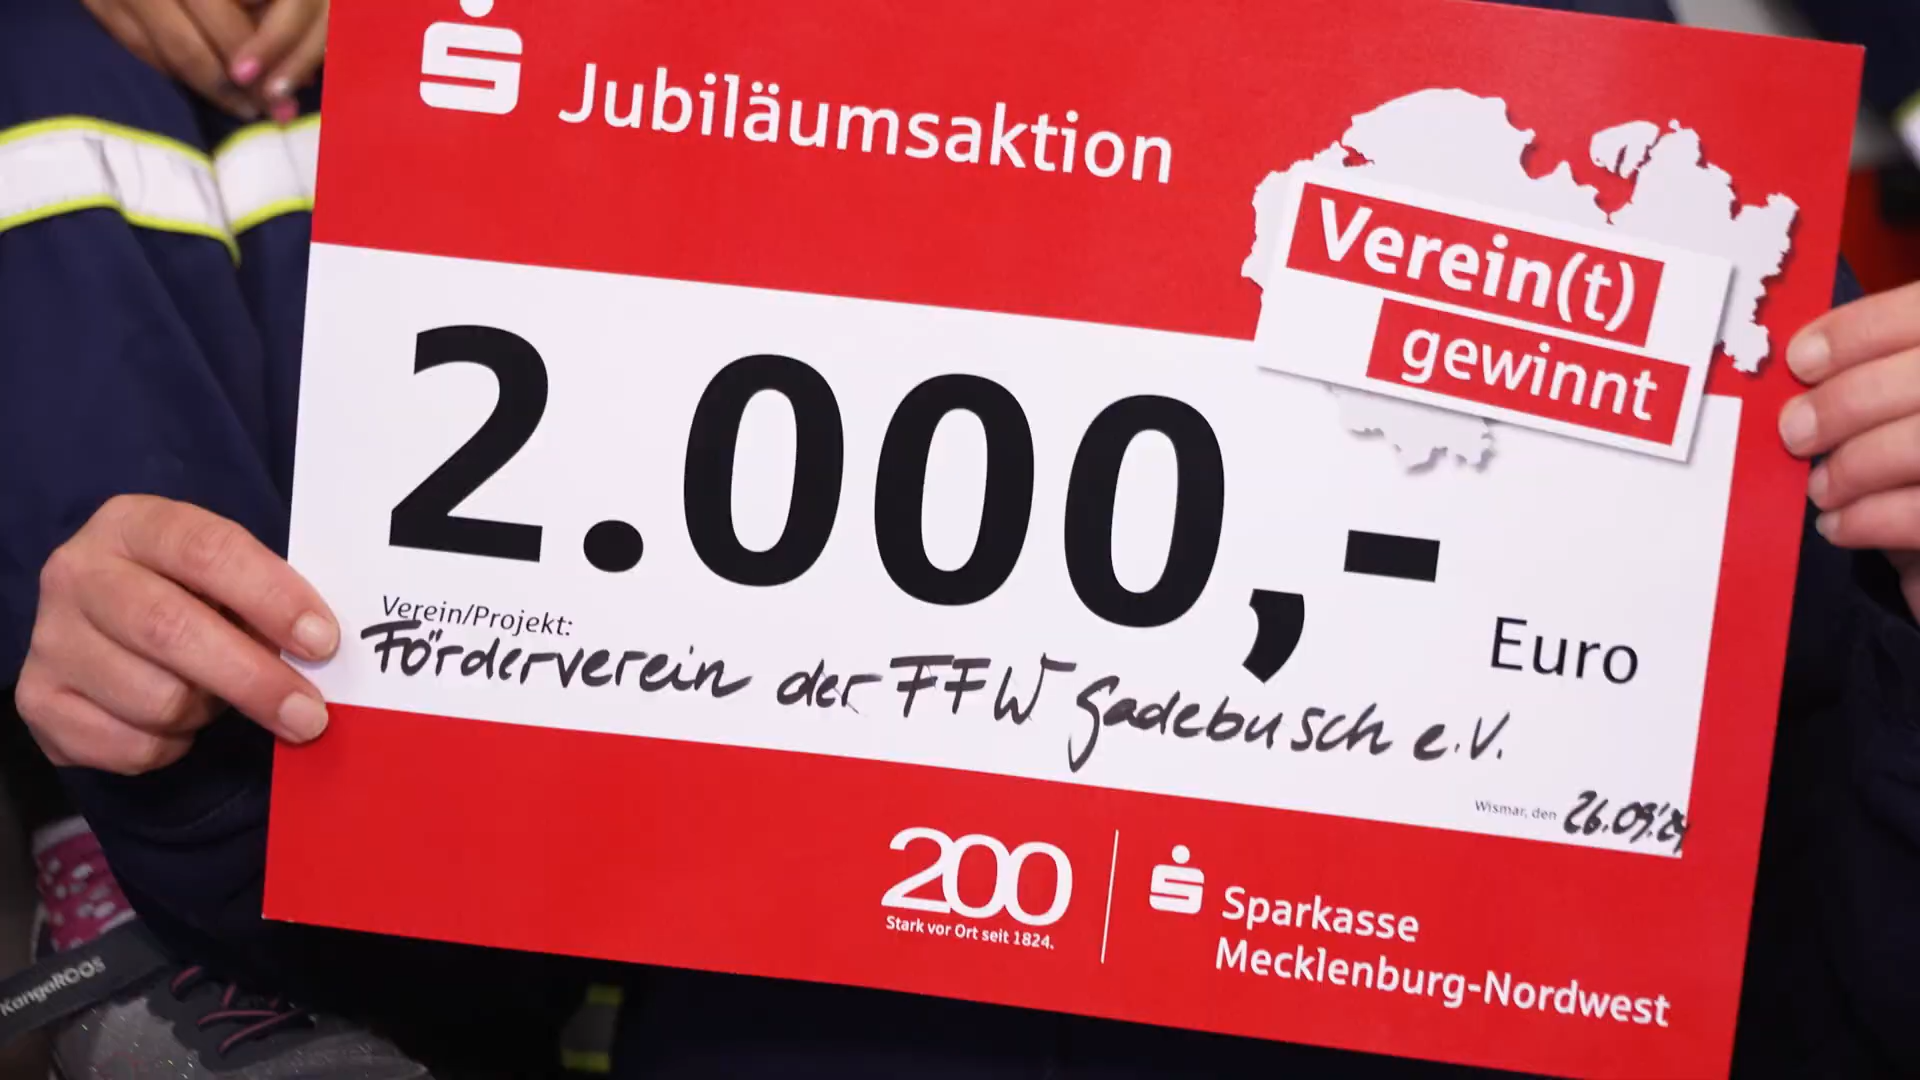 Jubiläumsaktion
Verein(t)
gewinnt
2.000,-
Euro
Verein/Projekt:
Förderverein der FFW Gadebusch e.V.
Wismar, den 26.09.'24
200
Stark vor Ort seit 1824.
Sparkasse
Mecklenburg-Nordwest
KangaROOS